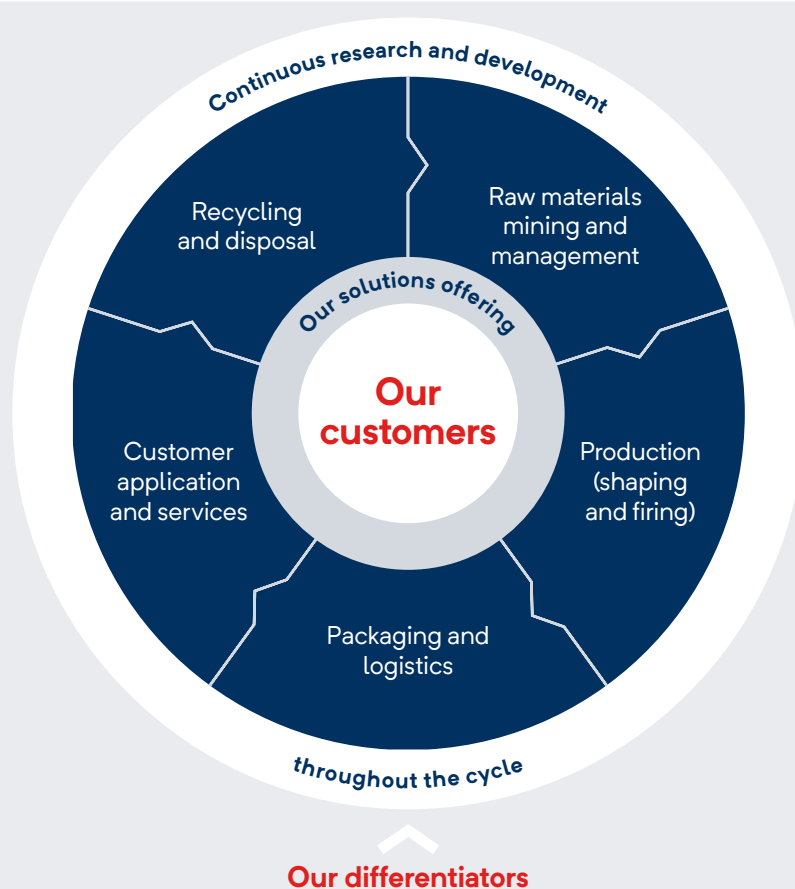 Continuous research and development
Raw materials
mining and
management
Production
(shaping
and firing)
Packaging and
logistics
Customer
application
and services
Recycling
and disposal
Our solutions offering
Our
customers
throughout the cycle
Our differentiators